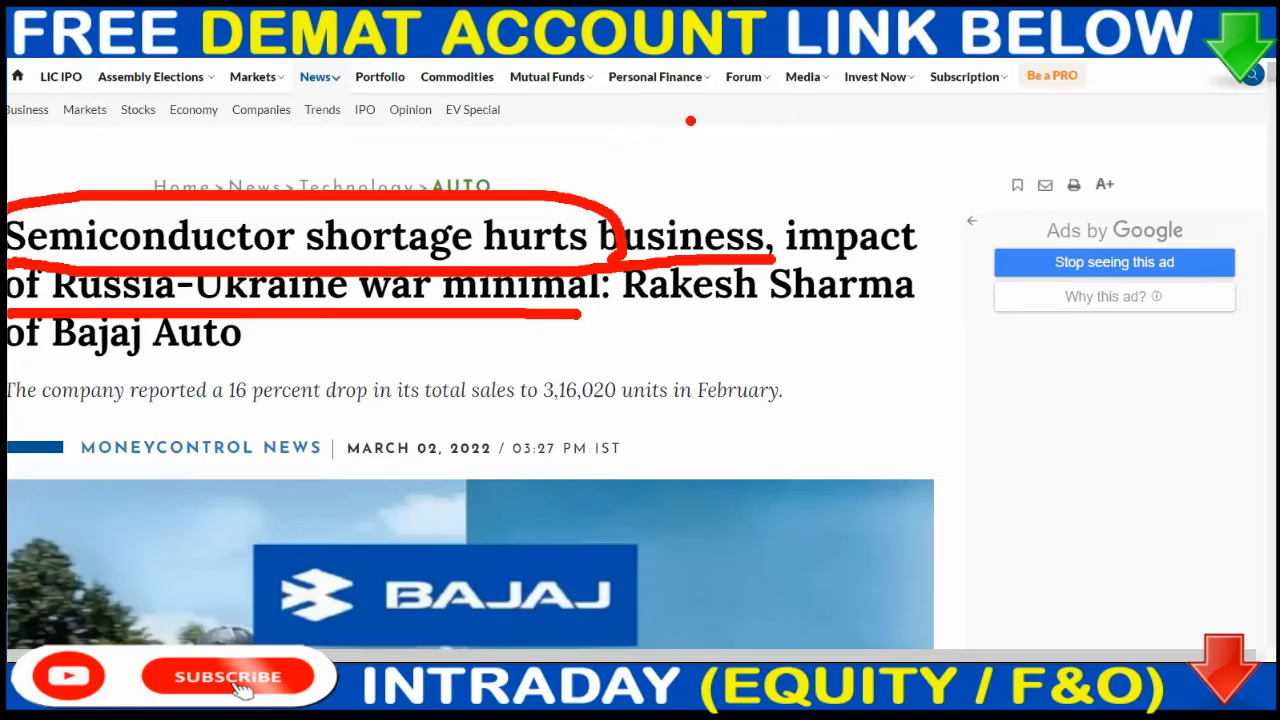 FREE DEMAT ACCOUNT LINK BELOW
LIC IPO Assembly Elections Markets News Portfolio Commodities Mutual Funds Personal Finance Forum Media Invest Now Subscription Be a PRO
Business Markets Stocks Economy Companies Trends IPO Opinion EV Special
Home > News > Technology > AUTO
A+
Semiconductor shortage hurts business, impact
of Russia-Ukraine war minimal: Rakesh Sharma
of Bajaj Auto
Ads by Google
Stop seeing this ad
Why this ad?
The company reported a 16 percent drop in its total sales to 3,16,020 units in February.
MONEYCONTROL NEWS | MARCH 02, 2022 / 03:27 PM IST
BAJAJ
SUBSCRIBE
INTRADAY (EQUITY / F&O)